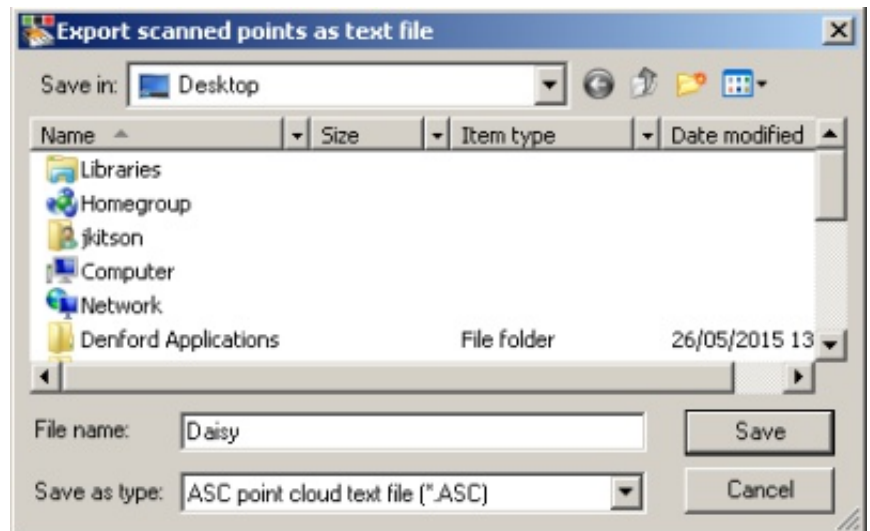 Export scanned points as text file
Save in: Desktop
Name Size Item type Date modified
Libraries
Homegroup
jkitson
Computer
Network
Denford Applications File folder 26/05/2015 13
File name: Daisy Save
Save as type: ASC point cloud text file (*.ASC) Cancel